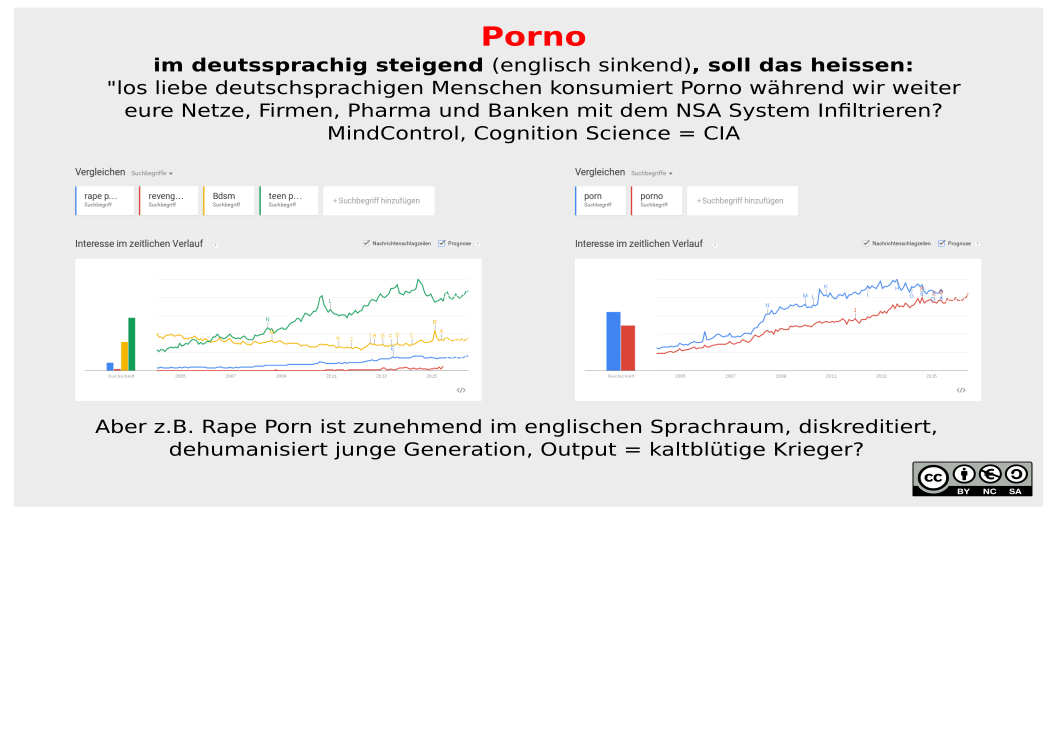 Porno
im deutssprachig steigend (englisch sinkend), soll das heissen:
"los liebe deutschsprachigen Menschen konsumiert Porno während wir weiter
eure Netze, Firmen, Pharma und Banken mit dem NSA System Infiltrieren?
MindControl, Cognition Science = CIA
Vergleichen Suchbegriffe
rape p... reveng... Bdsm teen p... +Suchbegriff hinzufügen
Suchbegriff Suchbegriff Suchbegriff Suchbegriff
Interesse im zeitlichen Verlauf Nachrichtenschlagzeilen Prognose
Durchschnitt 2005 2007 2009 2011 2013 2015
</>
Vergleichen Suchbegriffe
porn porno +Suchbegriff hinzufügen
Suchbegriff Suchbegriff
Interesse im zeitlichen Verlauf Nachrichtenschlagzeilen Prognose
Durchschnitt 2005 2007 2009 2011 2013 2015
</>
Aber z.B. Rape Porn ist zunehmend im englischen Sprachraum, diskreditiert,
dehumanisiert junge Generation, Output = kaltblütige Krieger?
cc
BY NC SA